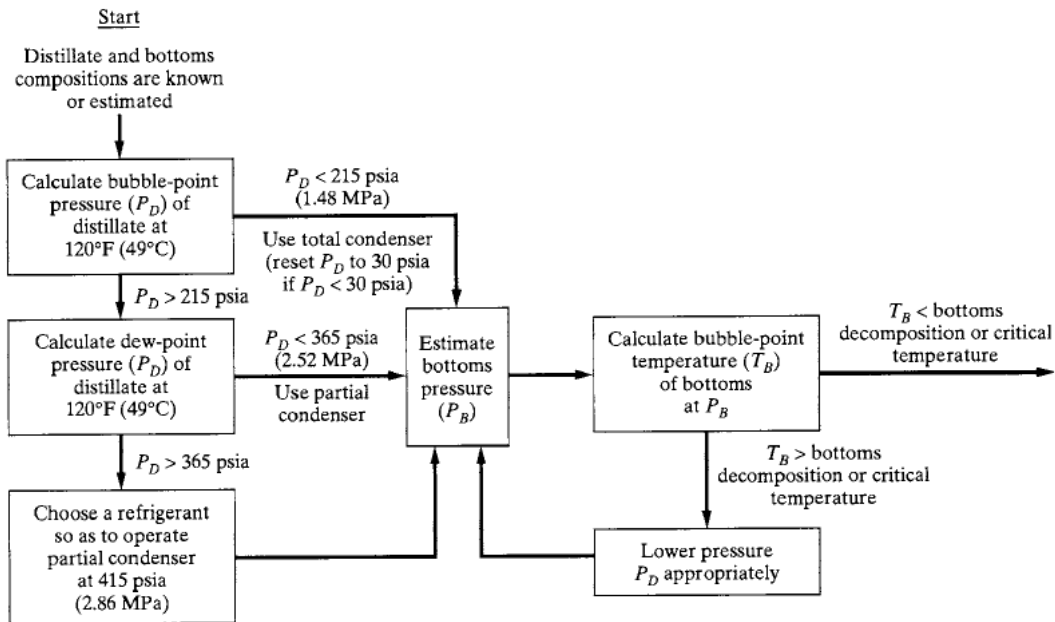 Start
Distillate and bottoms
compositions are known
or estimated
Calculate bubble-point
pressure (P_D) of
distillate at
120°F (49°C)
P_D < 215 psia
(1.48 MPa)
Use total condenser
(reset P_D to 30 psia
if P_D < 30 psia)
P_D > 215 psia
Calculate dew-point
pressure (P_D) of
distillate at
120°F (49°C)
P_D < 365 psia
(2.52 MPa)
Use partial
condenser
Estimate
bottoms
pressure
(P_B)
Calculate bubble-point
temperature (T_B)
of bottoms
at P_B
T_B < bottoms
decomposition or critical
temperature
P_D > 365 psia
Choose a refrigerant
so as to operate
partial condenser
at 415 psia
(2.86 MPa)
T_B > bottoms
decomposition or critical
temperature
Lower pressure
P_D appropriately